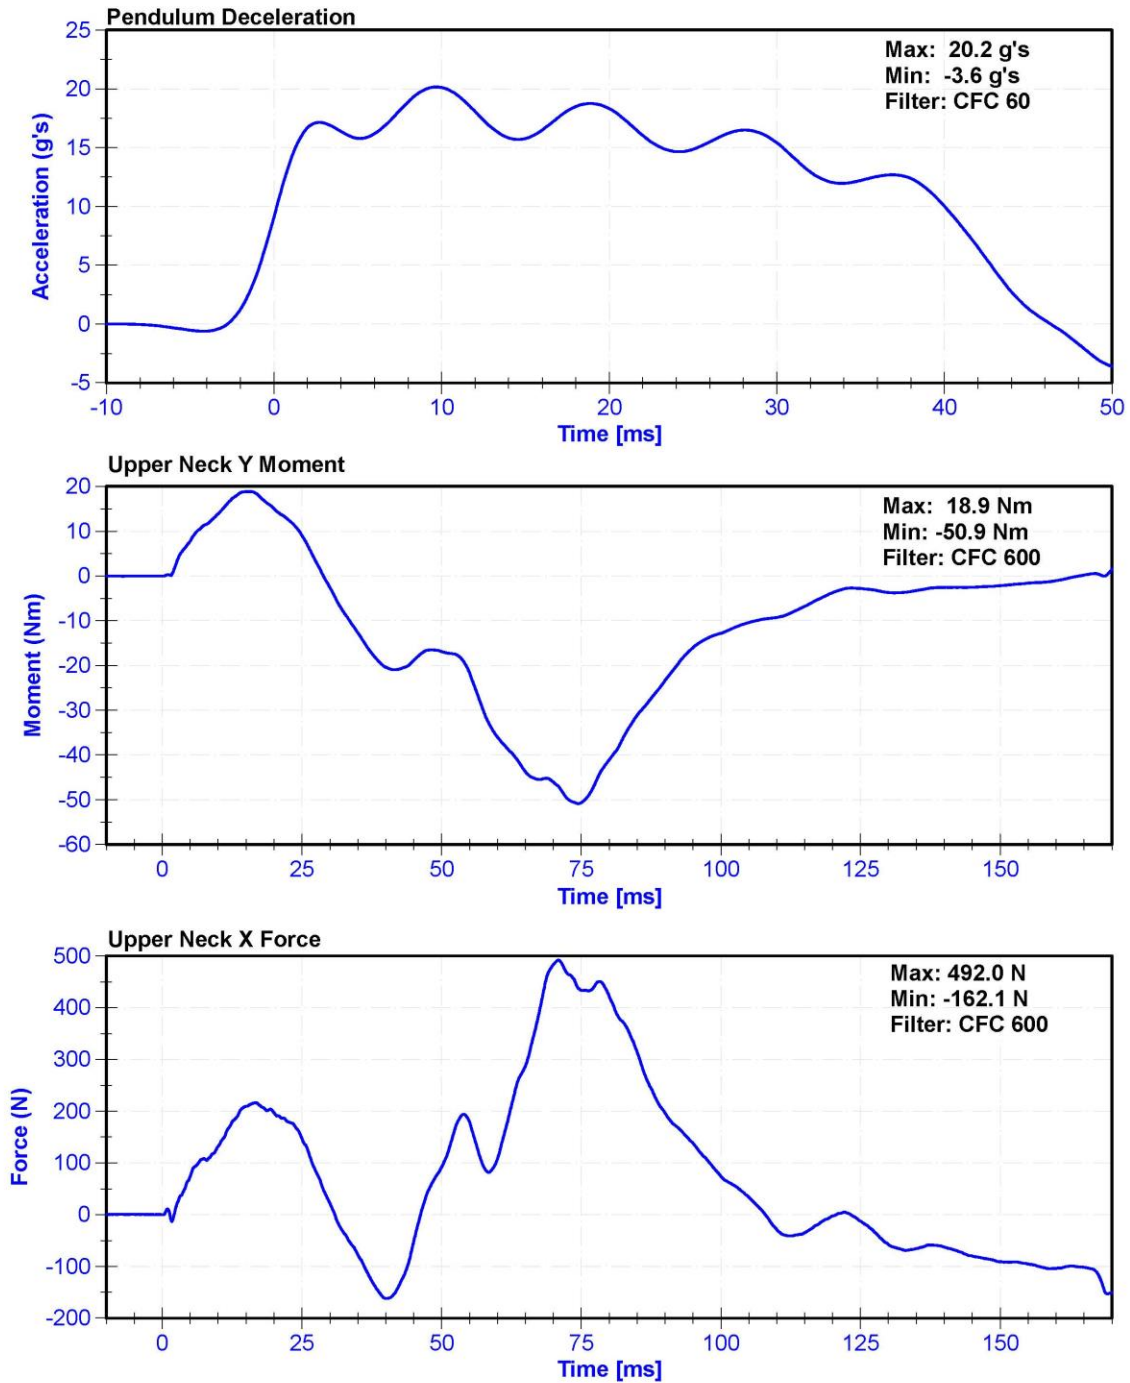 Pendulum Deceleration
Max: 20.2 g's
Min: -3.6 g's
Filter: CFC 60
Acceleration (g's)
25
20
15
10
5
0
-5
-10 0 10 20 30 40 50
Time [ms]
Upper Neck Y Moment
Max: 18.9 Nm
Min: -50.9 Nm
Filter: CFC 600
Moment (Nm)
20
10
0
-10
-20
-30
-40
-50
-60
0 25 50 75 100 125 150
Time [ms]
Upper Neck X Force
Max: 492.0 N
Min: -162.1 N
Filter: CFC 600
Force (N)
500
400
300
200
100
0
-100
-200
0 25 50 75 100 125 150
Time [ms]